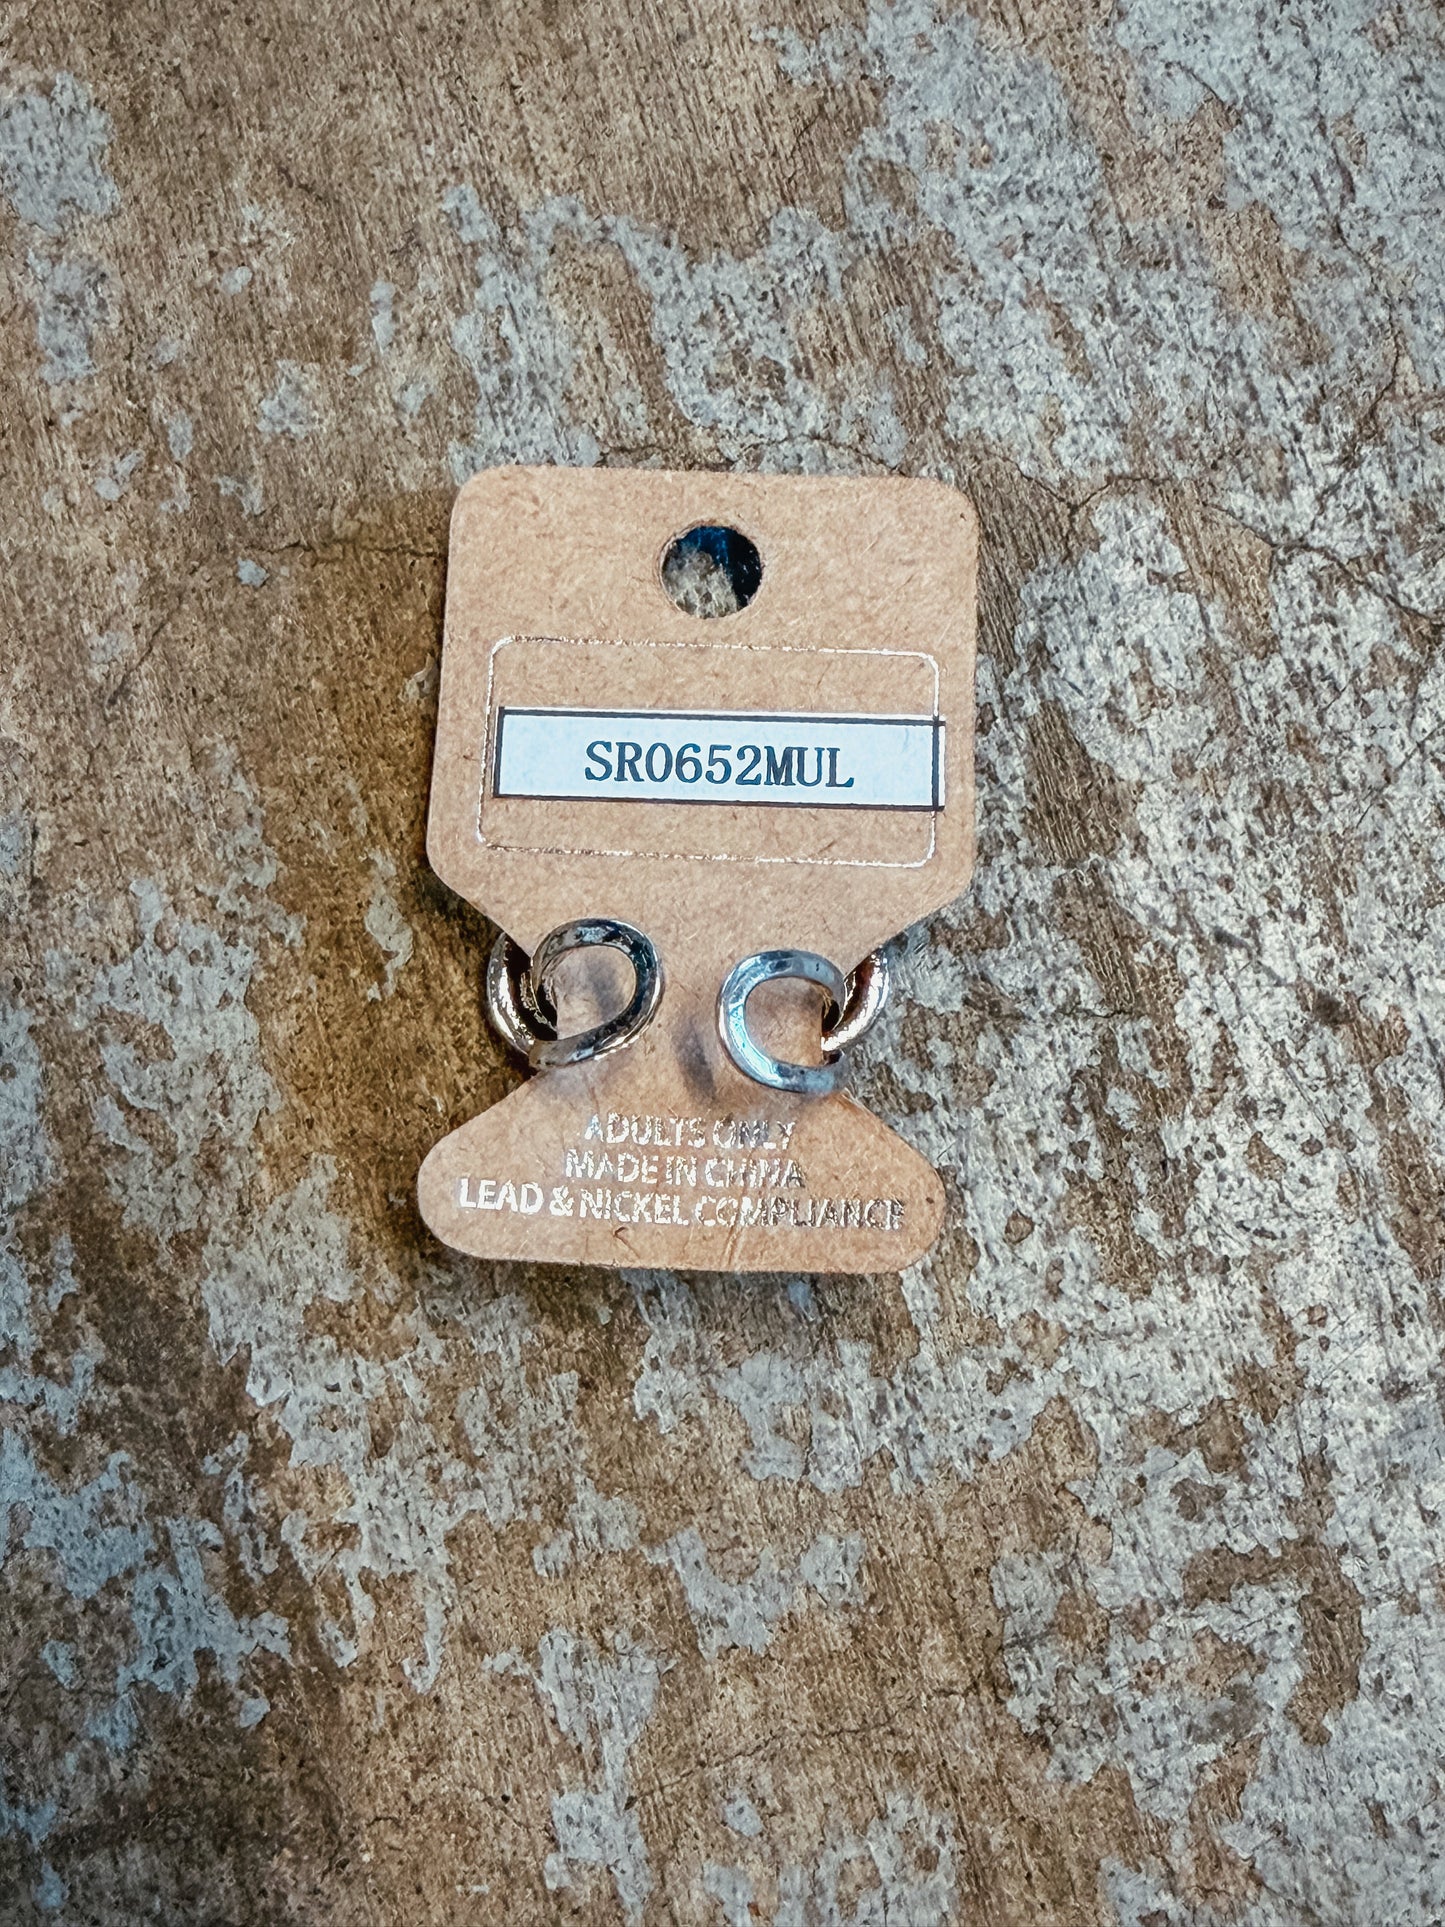 SR0652MUL
ADULTS ONLY
MADE IN CHINA
LEAD & NICKEL COMPLIANCE